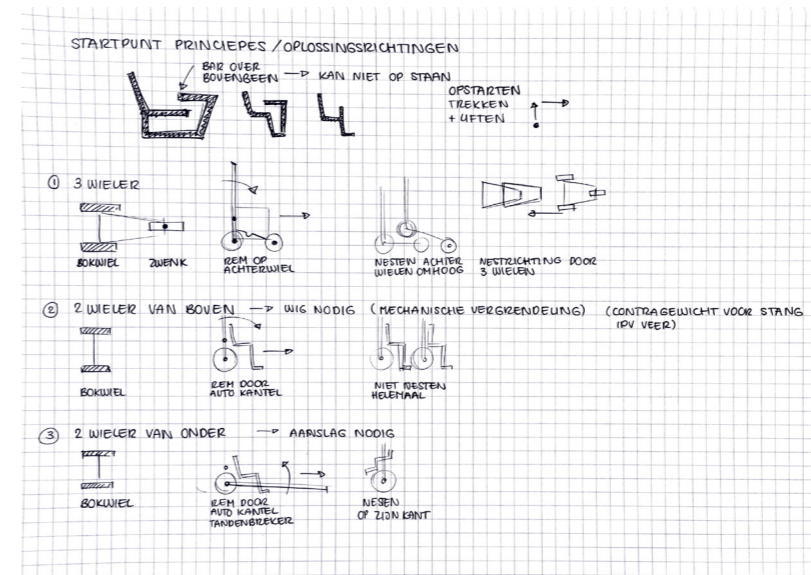 STARTPUNT PRINCIEPES / OPLOSSINGSRICHTINGEN
BAR OVER
BOVENBEEN → KAN NIET OP STAAN
OPSTARTEN
TREKKEN
+ LIFTEN
① 3 WIELER
BOKWIEL
ZWENK
REM OP
ACHTERWIEL
NESTEN ACHTER
WIELEN OMHOOG
NESTRICHTING DOOR
3 WIELEN
② 2 WIELER VAN BOVEN → WIG NODIG (MECHANISCHE VERGRENDELING) (CONTRAGEWICHT VOOR STANG
IPV VEER)
BOKWIEL
REM DOOR
AUTO KANTEL
NIET NESTEN
HELEMAAL
③ 2 WIELER VAN ONDER → AANSLAG NODIG
BOKWIEL
REM DOOR
AUTO KANTEL
TANDENBREKER
NESEN
OP ZIJN KANT